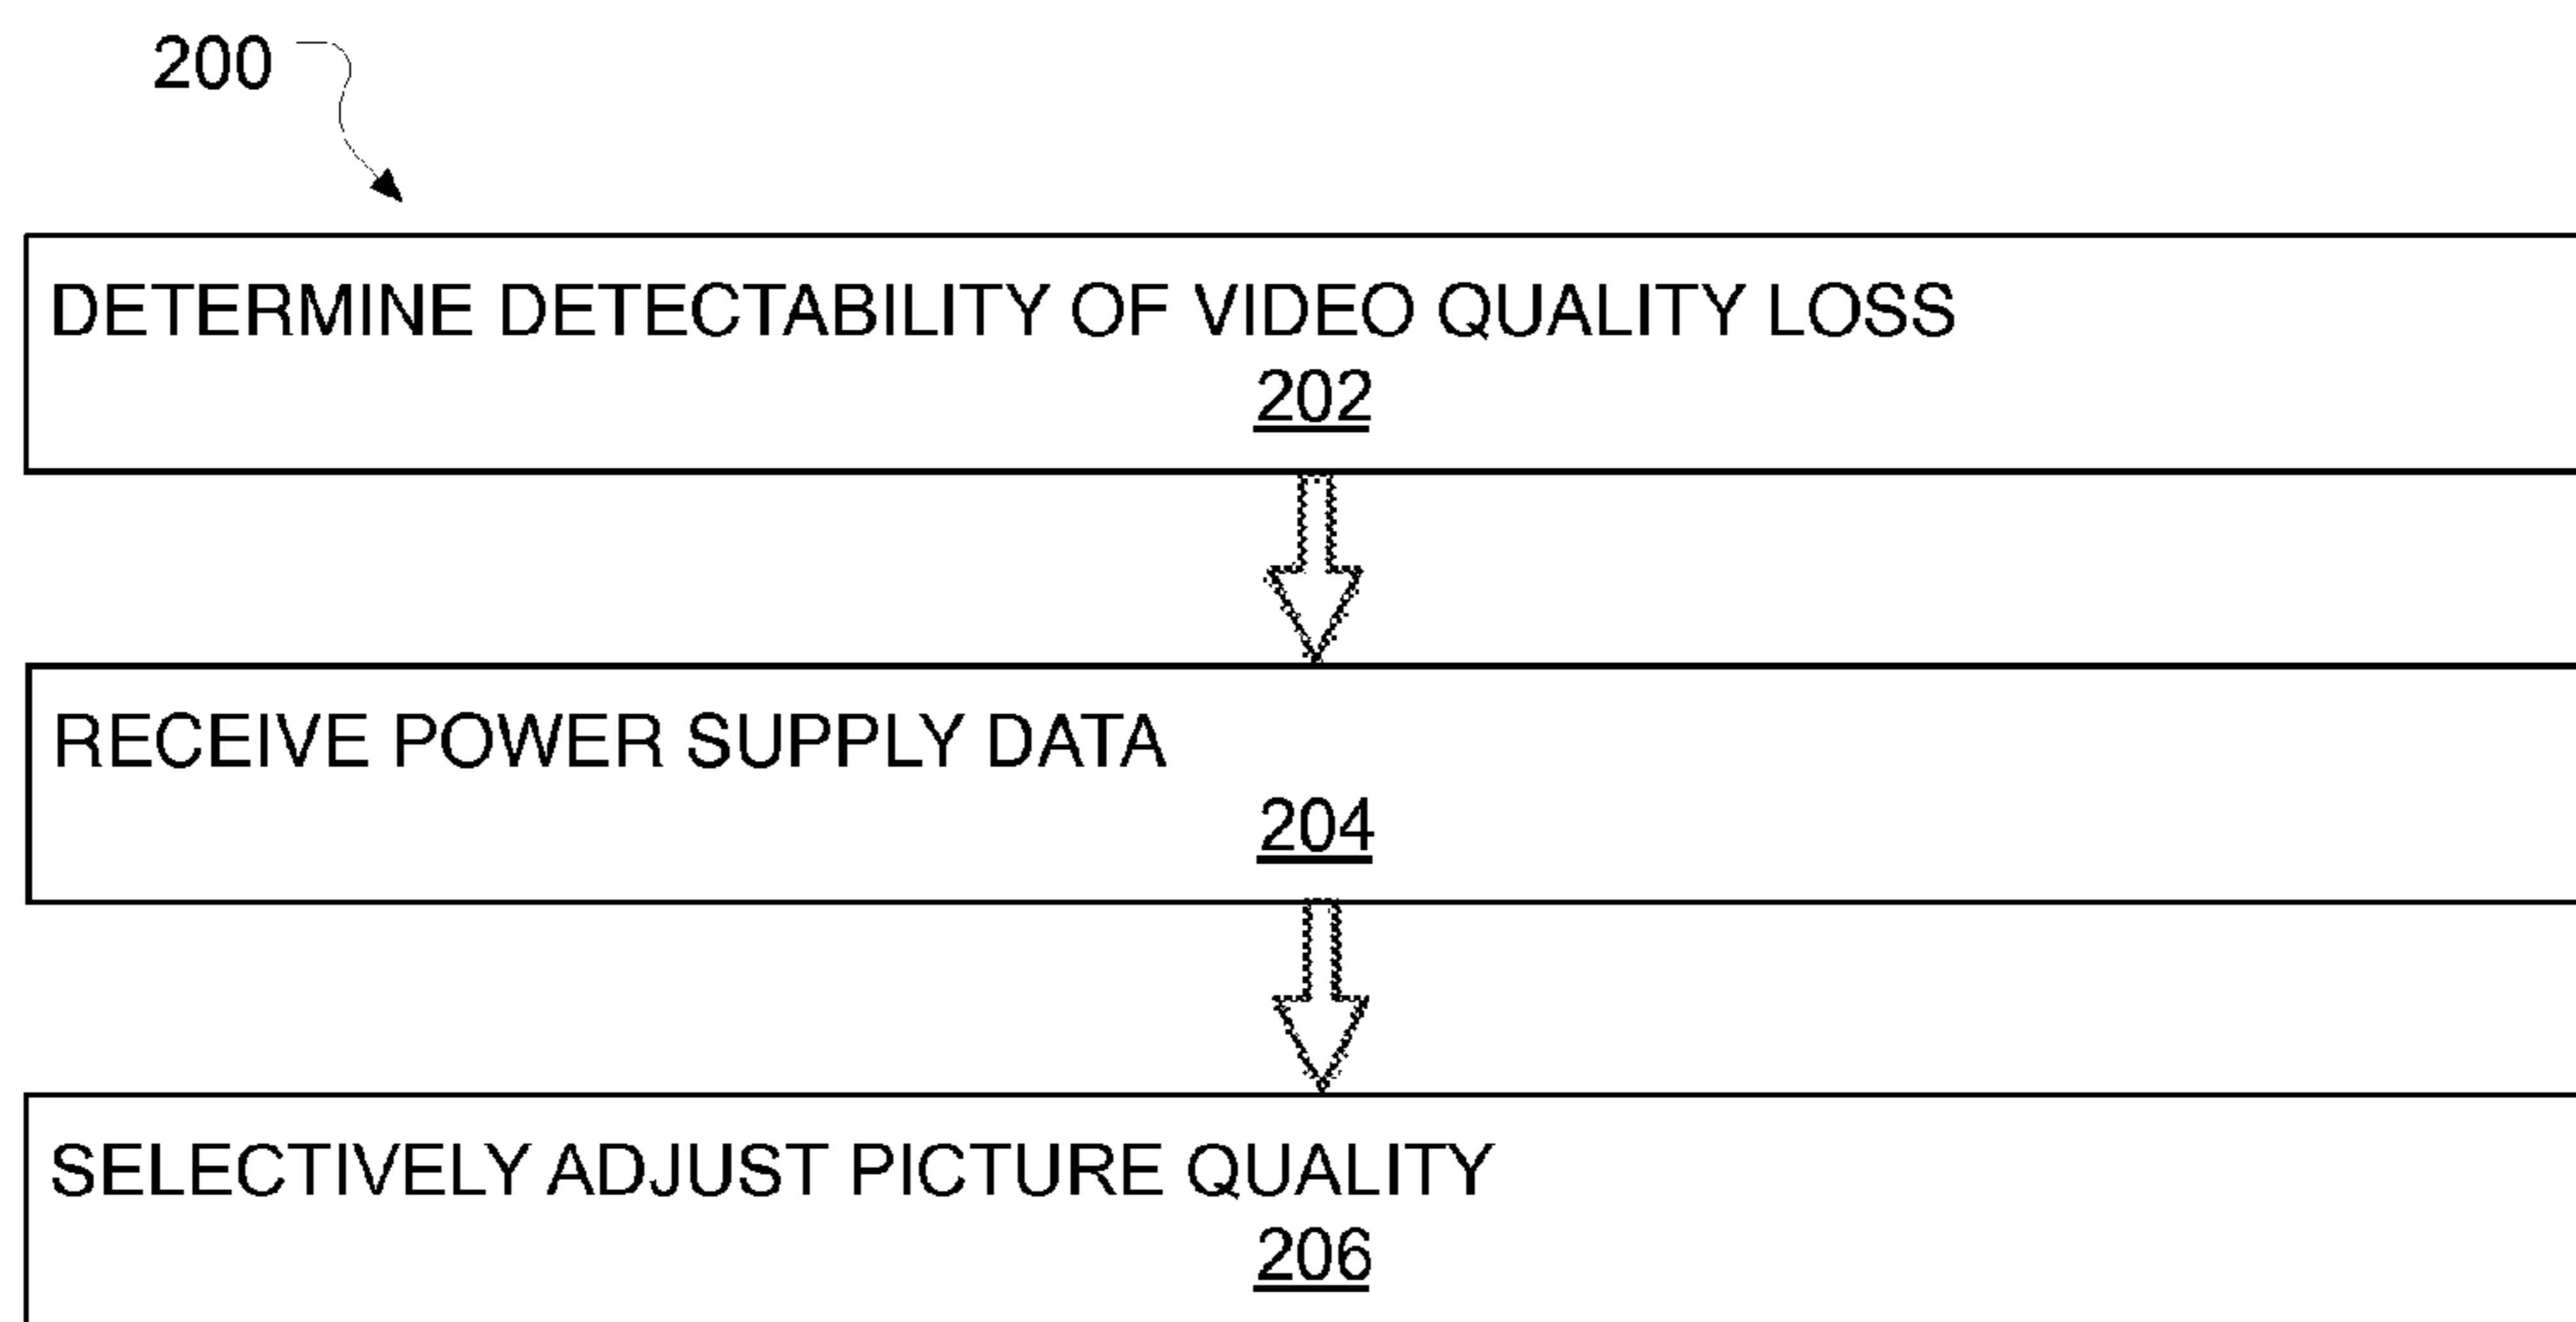 200
DETERMINE DETECTABILITY OF VIDEO QUALITY LOSS
202
RECEIVE POWER SUPPLY DATA
204
SELECTIVELY ADJUST PICTURE QUALITY
206